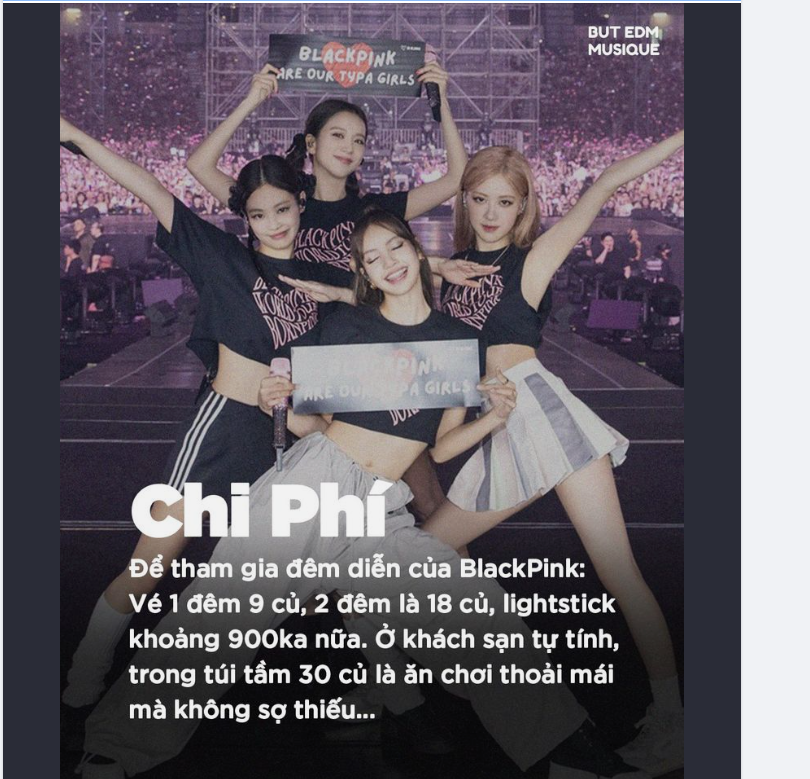 BUT EDM
MUSIQUE
BLACKPINK
ARE OUR TYPA GIRLS
BLACKPINK
BLACKPINK
ARE OUR TYPA GIRLS
Chi Phí
Để tham gia đêm diễn của BlackPink:
Vé 1 đêm 9 củ, 2 đêm là 18 củ, lightstick
khoảng 900ka nữa. Ở khách sạn tự tính,
trong túi tầm 30 củ là ăn chơi thoải mái
mà không sợ thiếu...